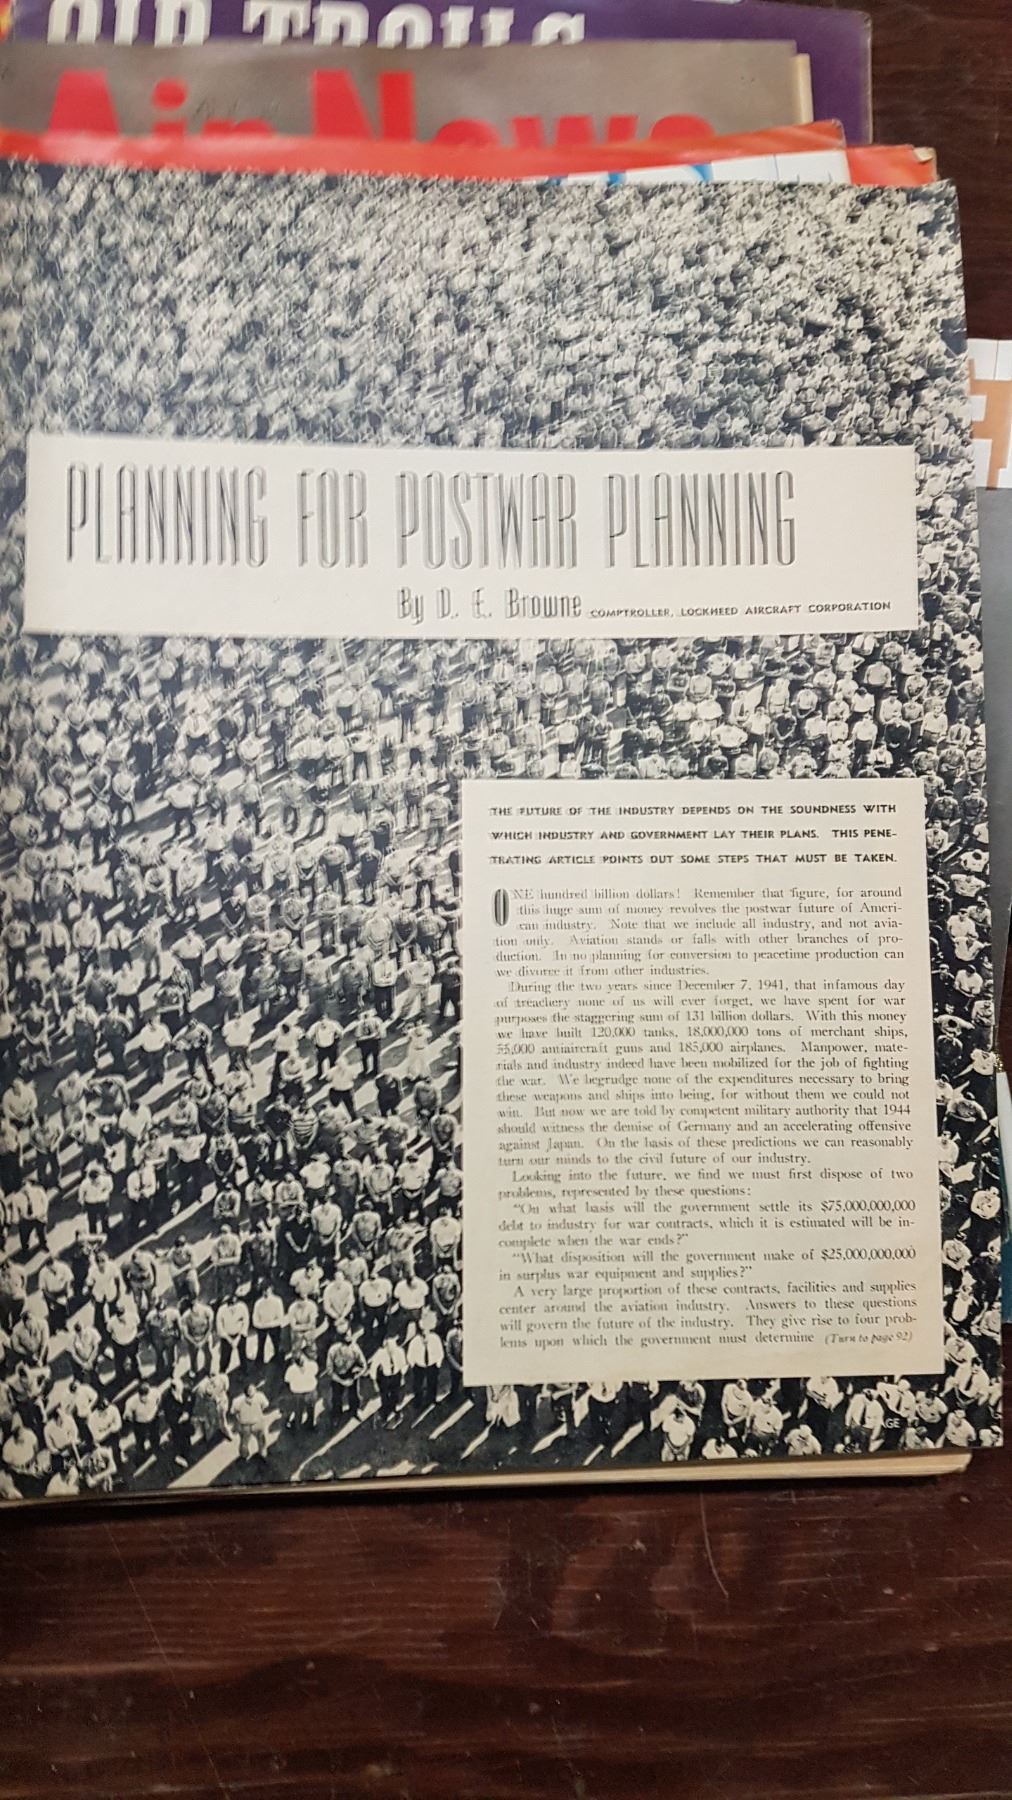 AIR TRAILS
Air News
PLANNING FOR POSTWAR PLANNING
By D. E. Browne COMPTROLLER, LOCKHEED AIRCRAFT CORPORATION
THE FUTURE OF THE INDUSTRY DEPENDS ON THE SOUNDNESS WITH
WHICH INDUSTRY AND GOVERNMENT LAY THEIR PLANS. THIS PENE-
TRATING ARTICLE POINTS OUT SOME STEPS THAT MUST BE TAKEN.
ONE hundred billion dollars! Remember that figure, for around
this huge sum of money revolves the postwar future of Ameri-
can industry. Note that we include all industry, and not avia-
tion only. Aviation stands or falls with other branches of pro-
duction. In no planning for conversion to peacetime production can
we divorce it from other industries.
During the two years since December 7, 1941, that infamous day
of treachery none of us will ever forget, we have spent for war
purposes the staggering sum of 131 billion dollars. With this money
we have built 120,000 tanks, 18,000,000 tons of merchant ships,
55,000 antiaircraft guns and 185,000 airplanes. Manpower, mate-
rials and industry indeed have been mobilized for the job of fighting
the war. We begrudge none of the expenditures necessary to bring
these weapons and ships into being, for without them we could not
win. But now we are told by competent military authority that 1944
should witness the demise of Germany and an accelerating offensive
against Japan. On the basis of these predictions we can reasonably
turn our minds to the civil future of our industry.
Looking into the future, we find we must first dispose of two
problems, represented by these questions:
"On what basis will the government settle its $75,000,000,000
debt to industry for war contracts, which it is estimated will be in-
complete when the war ends?"
"What disposition will the government make of $25,000,000,000
in surplus war equipment and supplies?"
A very large proportion of these contracts, facilities and supplies
center around the aviation industry. Answers to these questions
will govern the future of the industry. They give rise to four prob-
lems upon which the government must determine (Turn to page 92)